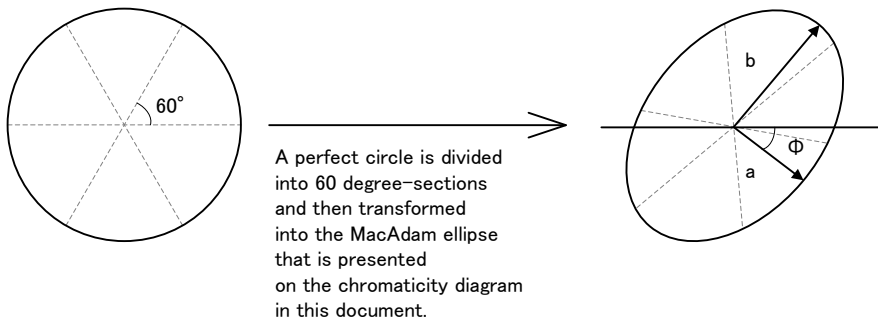 60°
A perfect circle is divided
into 60 degree-sections
and then transformed
into the MacAdam ellipse
that is presented
on the chromaticity diagram
in this document.
b
Φ
a